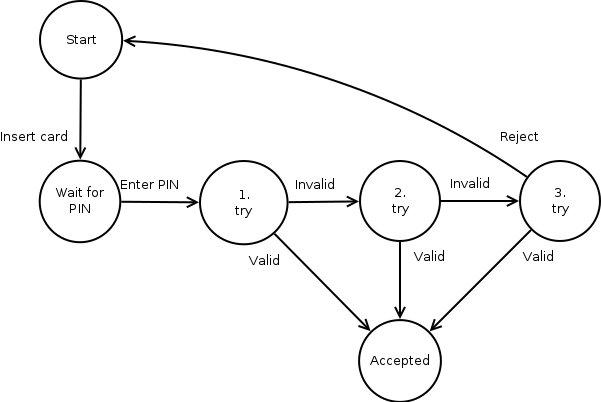 Start
Insert card
Reject
Wait for
PIN
Enter PIN
1.
try
Invalid
2.
try
Invalid
3.
try
Valid
Valid
Valid
Accepted